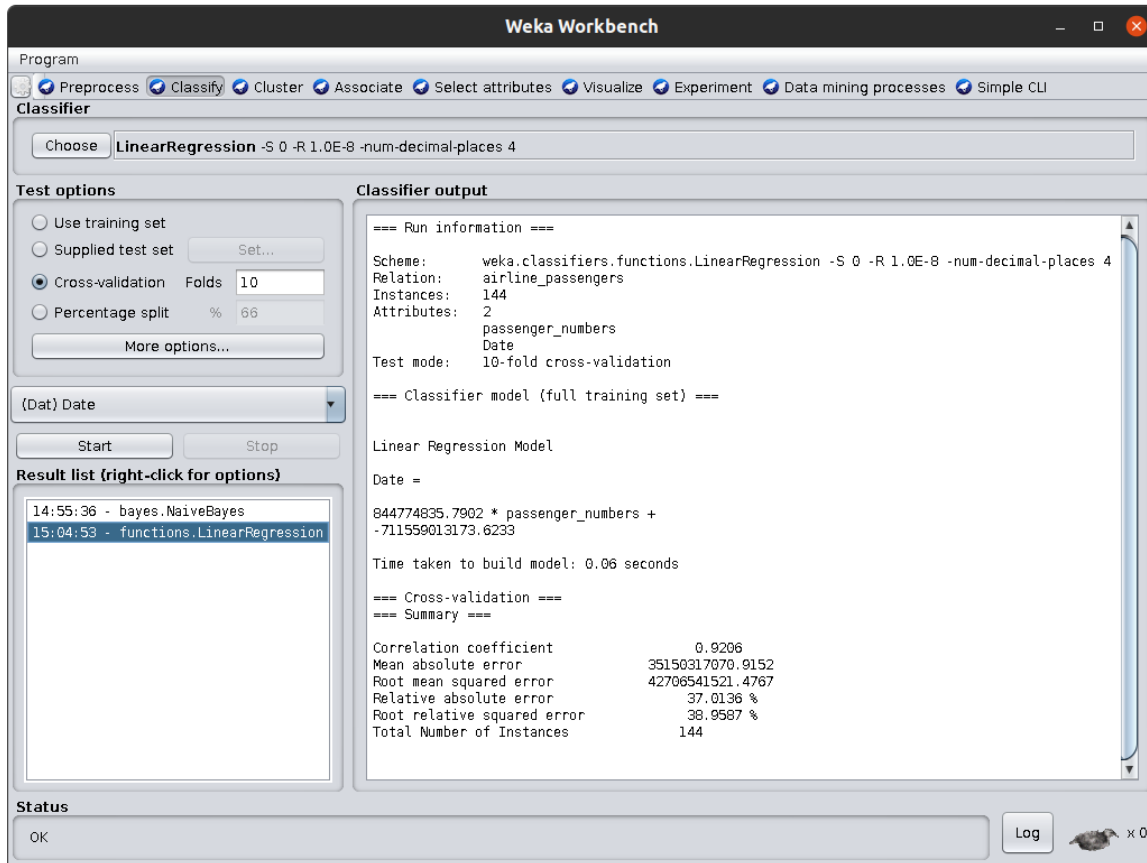 Weka Workbench
Program
Preprocess Classify Cluster Associate Select attributes Visualize Experiment Data mining processes Simple CLI
Classifier
Choose LinearRegression -S 0 -R 1.0E-8 -num-decimal-places 4
Test options
Use training set
Supplied test set Set...
Cross-validation Folds 10
Percentage split % 66
More options...
(Dat) Date
Start Stop
Result list (right-click for options)
14:55:36 - bayes.NaiveBayes
15:04:53 - functions.LinearRegression
Classifier output
=== Run information ===
Scheme: weka.classifiers.functions.LinearRegression -S 0 -R 1.0E-8 -num-decimal-places 4
Relation: airline_passengers
Instances: 144
Attributes: 2
passenger_numbers
Date
Test mode: 10-fold cross-validation
=== Classifier model (full training set) ===
Linear Regression Model
Date =
844774835.7902 * passenger_numbers +
-711559013173.6233
Time taken to build model: 0.06 seconds
=== Cross-validation ===
=== Summary ===
Correlation coefficient 0.9206
Mean absolute error 35150317070.9152
Root mean squared error 42706541521.4767
Relative absolute error 37.0136 %
Root relative squared error 38.9587 %
Total Number of Instances 144
Status
OK
Log
x 0